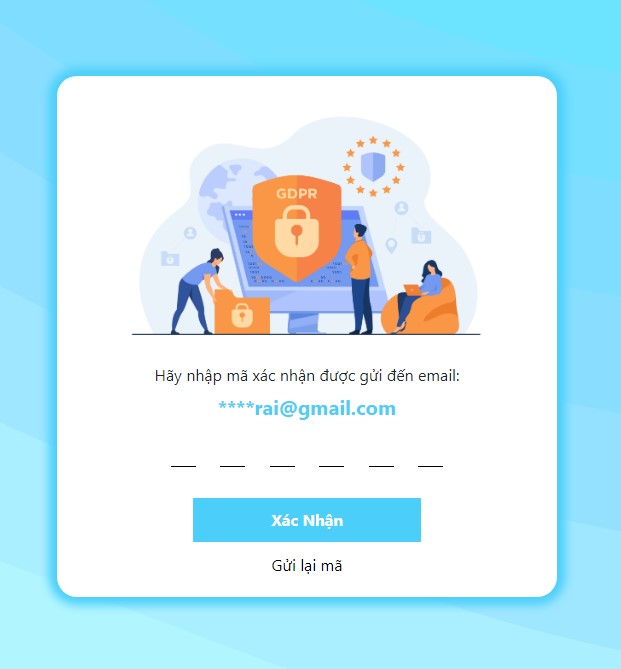 GDPR
Hãy nhập mã xác nhận được gửi đến email:
****rai@gmail.com
Xác Nhận
Gửi lại mã